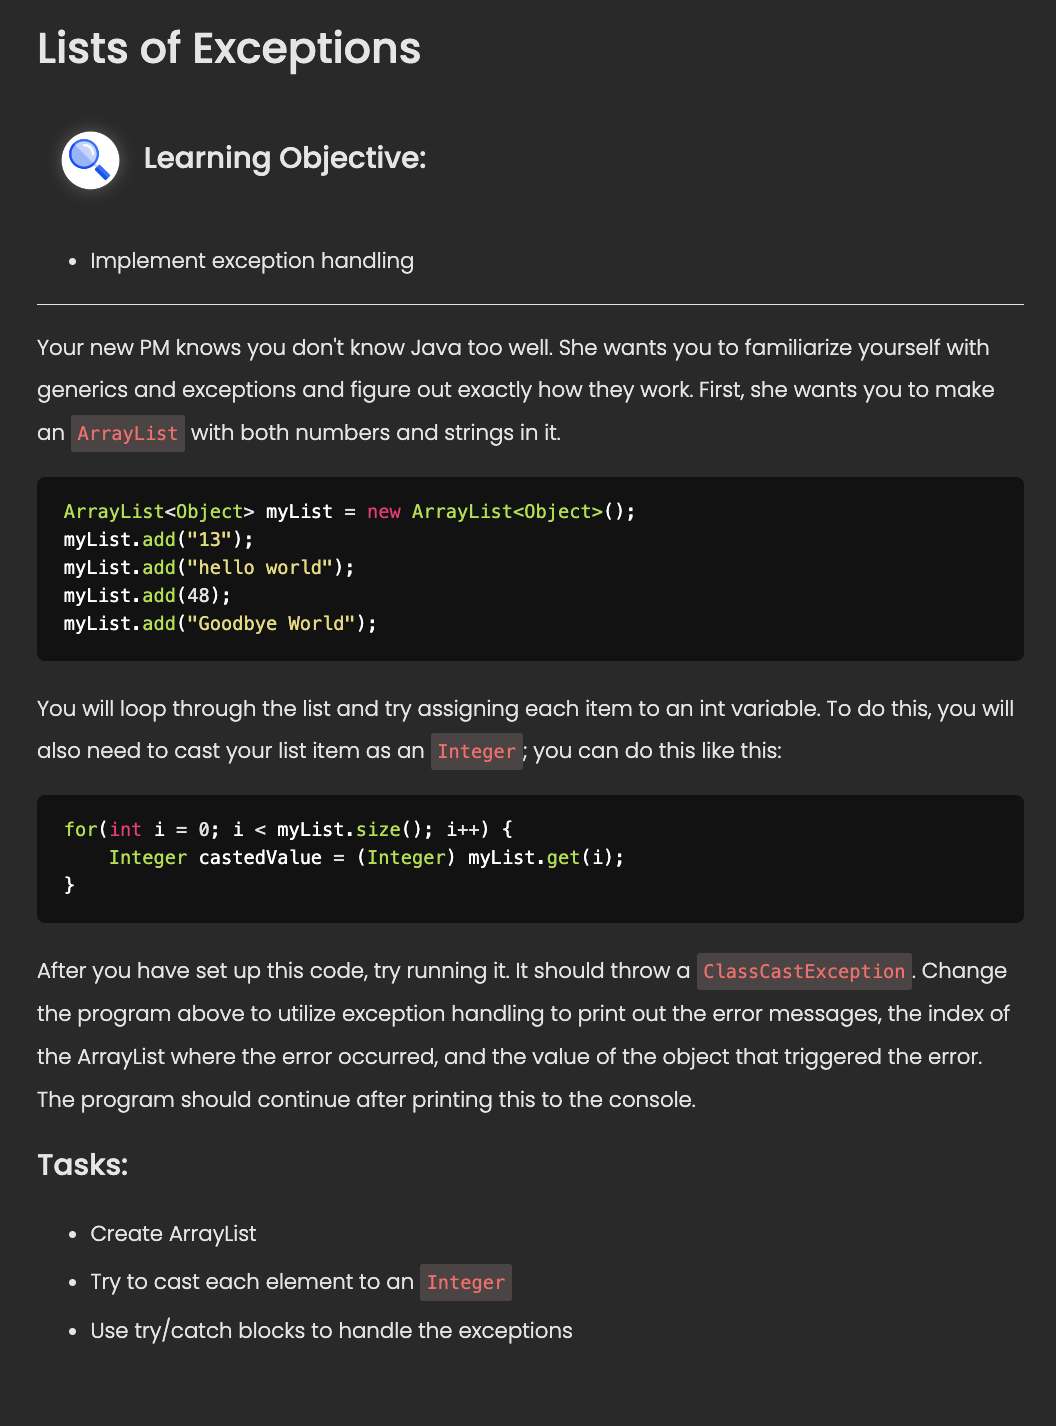 Lists of Exceptions
Learning Objective:
• Implement exception handling
Your new PM knows you don't know Java too well. She wants you to familiarize yourself with
generics and exceptions and figure out exactly how they work. First, she wants you to make
an ArrayList with both numbers and strings in it.
ArrayList<Object> myList = new ArrayList<Object>();
myList.add("13");
myList.add("hello world");
myList.add(48);
myList.add("Goodbye World");
You will loop through the list and try assigning each item to an int variable. To do this, you will
also need to cast your list item as an Integer; you can do this like this:
for(int i = 0; i < myList.size(); i++) {
    Integer castedValue = (Integer) myList.get(i);
}
After you have set up this code, try running it. It should throw a ClassCastException. Change
the program above to utilize exception handling to print out the error messages, the index of
the ArrayList where the error occurred, and the value of the object that triggered the error.
The program should continue after printing this to the console.
Tasks:
• Create ArrayList
• Try to cast each element to an Integer
• Use try/catch blocks to handle the exceptions